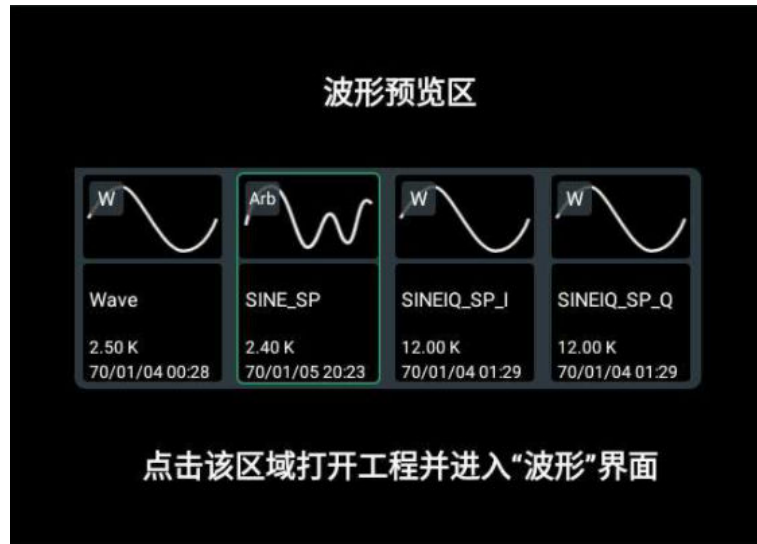 波形预览区
W
Arb
W
W
Wave
SINE_SP
SINEIQ_SP_I
SINEIQ_SP_Q
2.50 K
2.40 K
12.00 K
12.00 K
70/01/04 00:28
70/01/05 20:23
70/01/04 01:29
70/01/04 01:29
点击该区域打开工程并进入“波形”界面